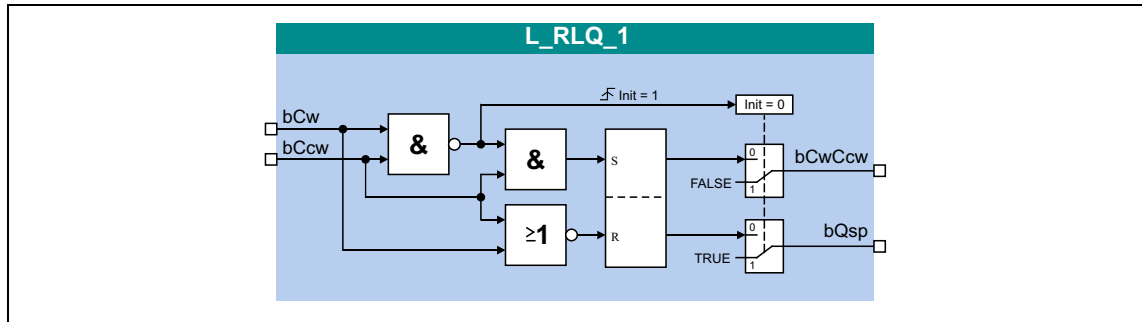 L_RLQ_1
Init = 1
Init = 0
bCw
bCcw
&
&
S
0
bCwCcw
FALSE
1
≥1
R
0
bQsp
TRUE
1